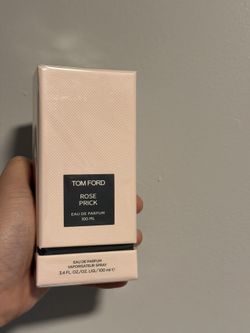 TOM FORD
ROSE
PRICK
EAU DE PARFUM
100 ML
EAU DE PARFUM
VAPORISATEUR SPRAY
3.4 FL. OZ./OZ. LIQ./100 ml ℮